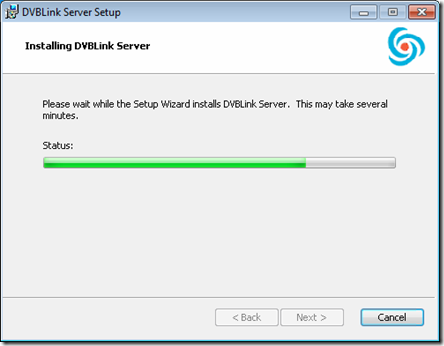 DVBLink Server Setup
Installing DVBLink Server
Please wait while the Setup Wizard installs DVBLink Server. This may take several
minutes.
Status:
< Back
Next >
Cancel